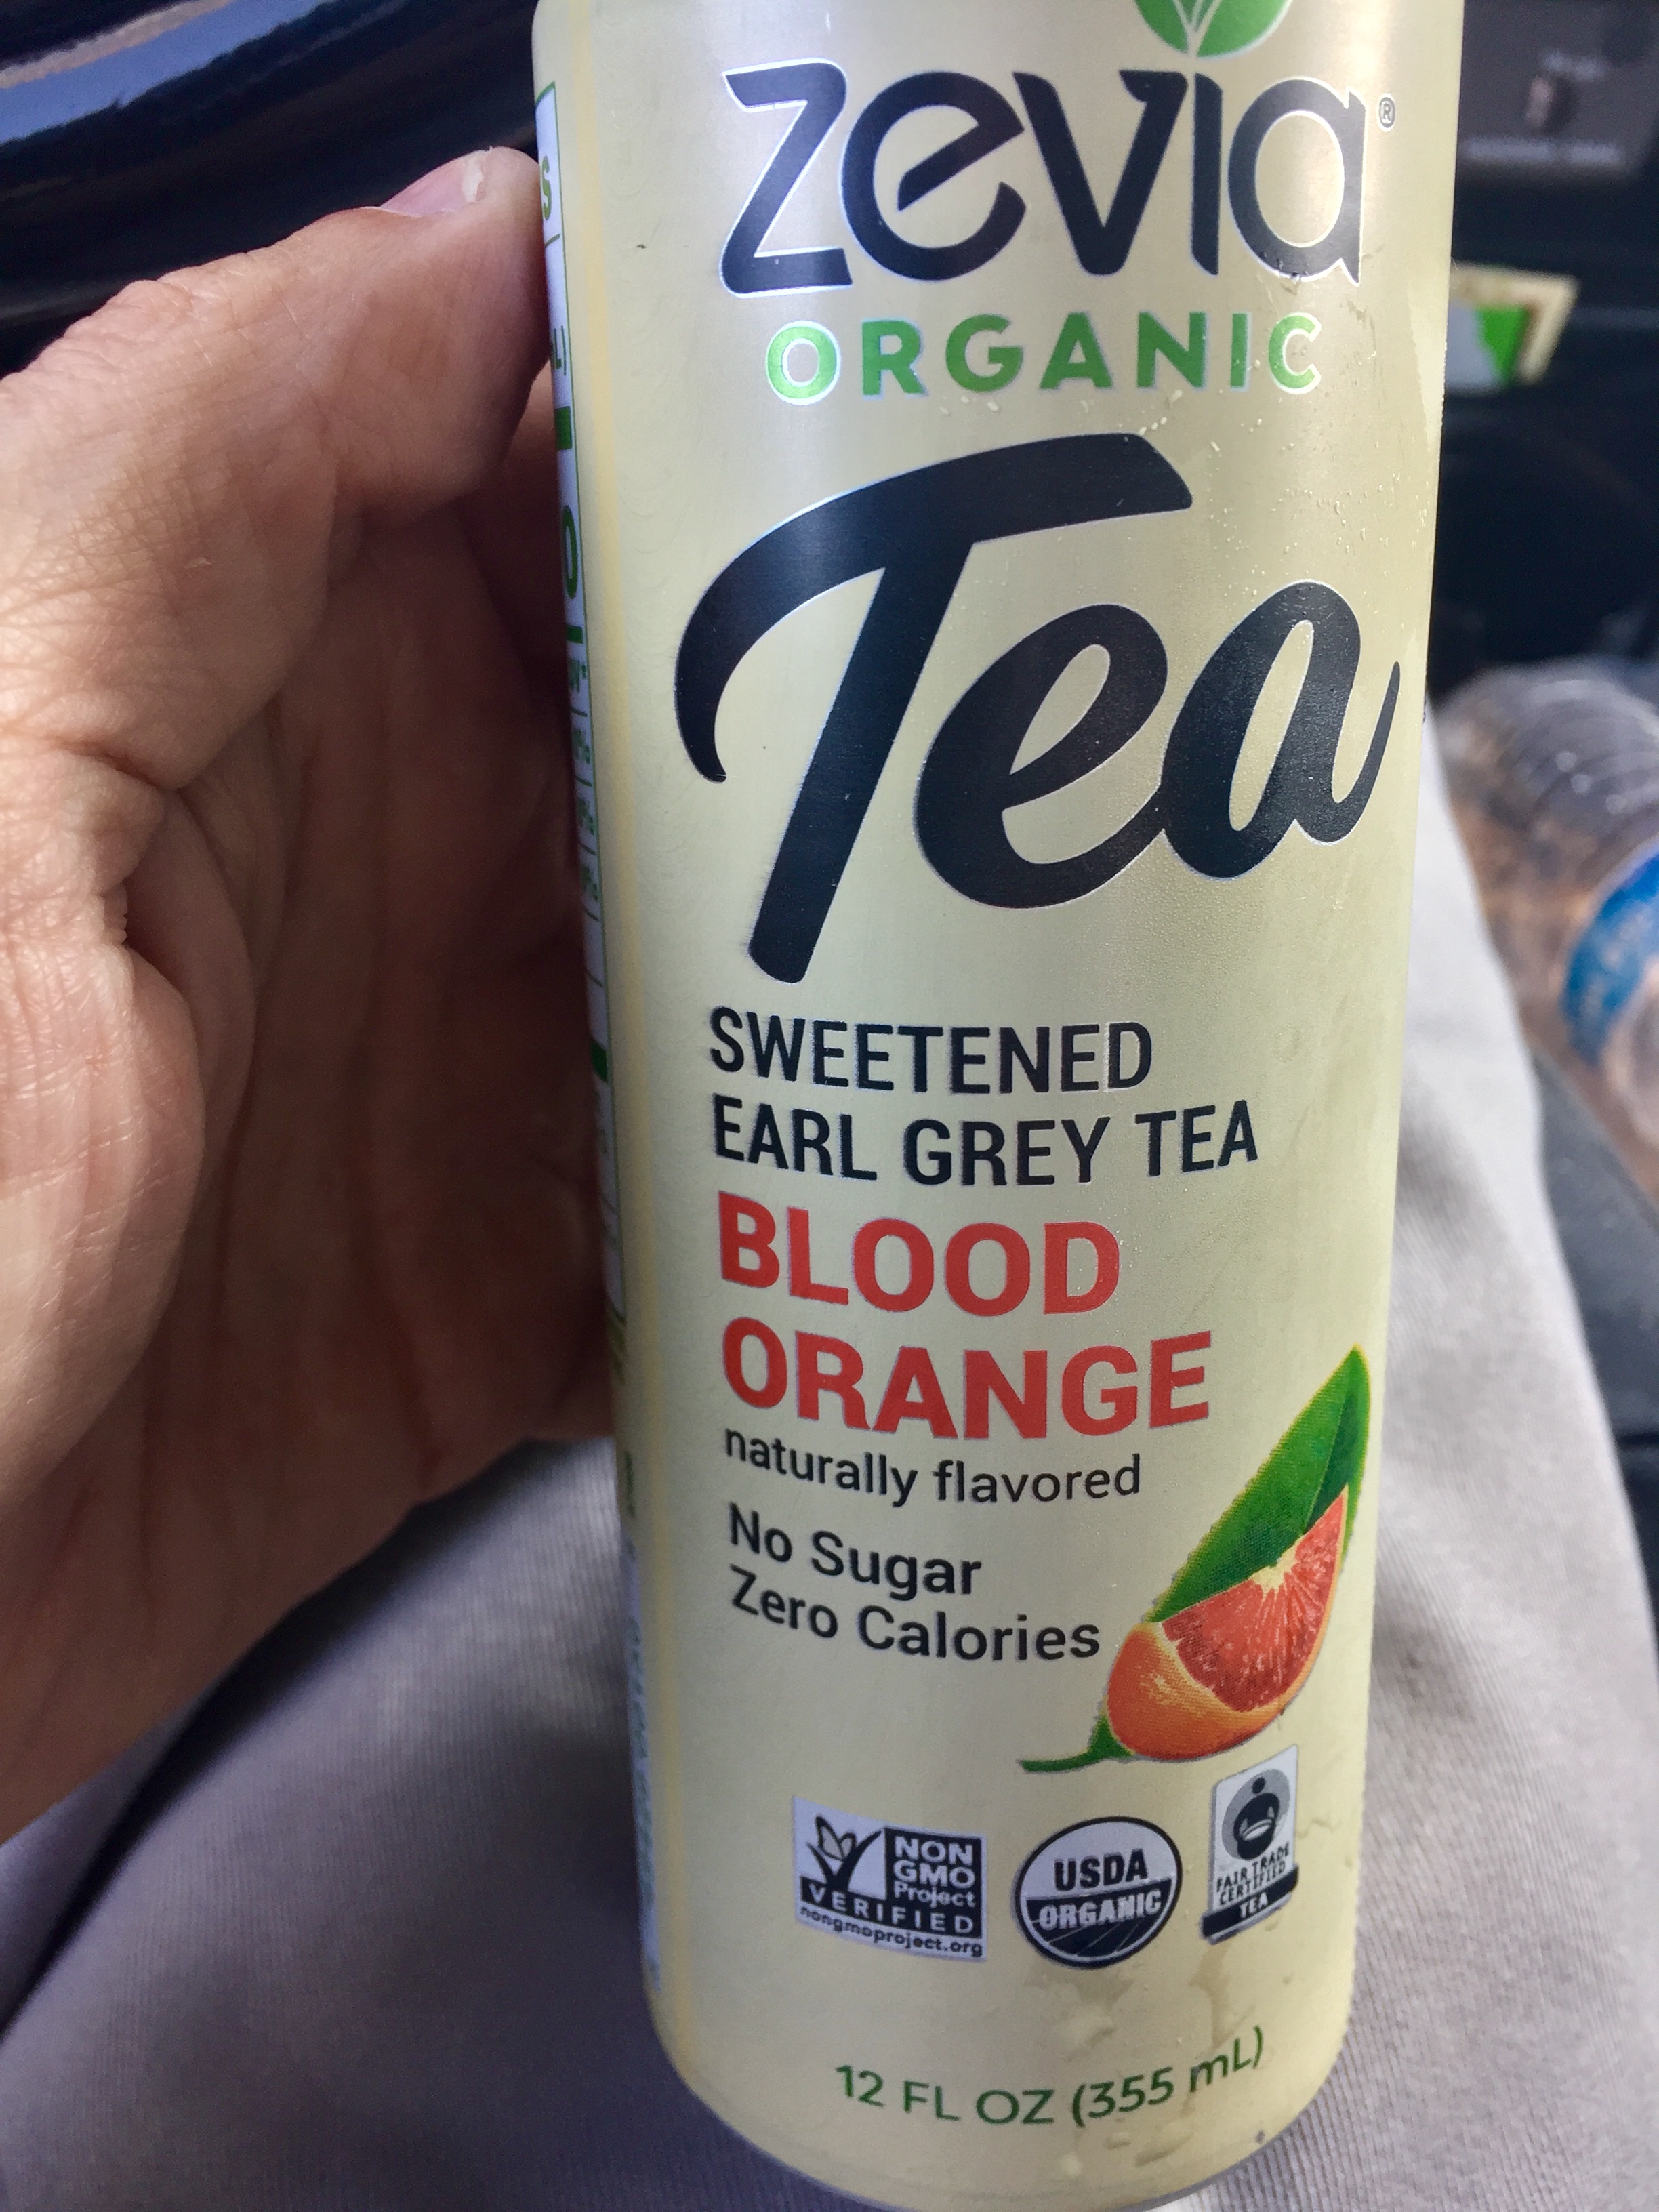 zevia®
ORGANIC
Tea
SWEETENED
EARL GREY TEA
BLOOD
ORANGE
naturally flavored
No Sugar
Zero Calories
NON
GMO
Project
VERIFIED
nongmoproject.org
USDA
ORGANIC
FAIR TRADE
CERTIFIED
TEA
12 FL OZ (355 mL)